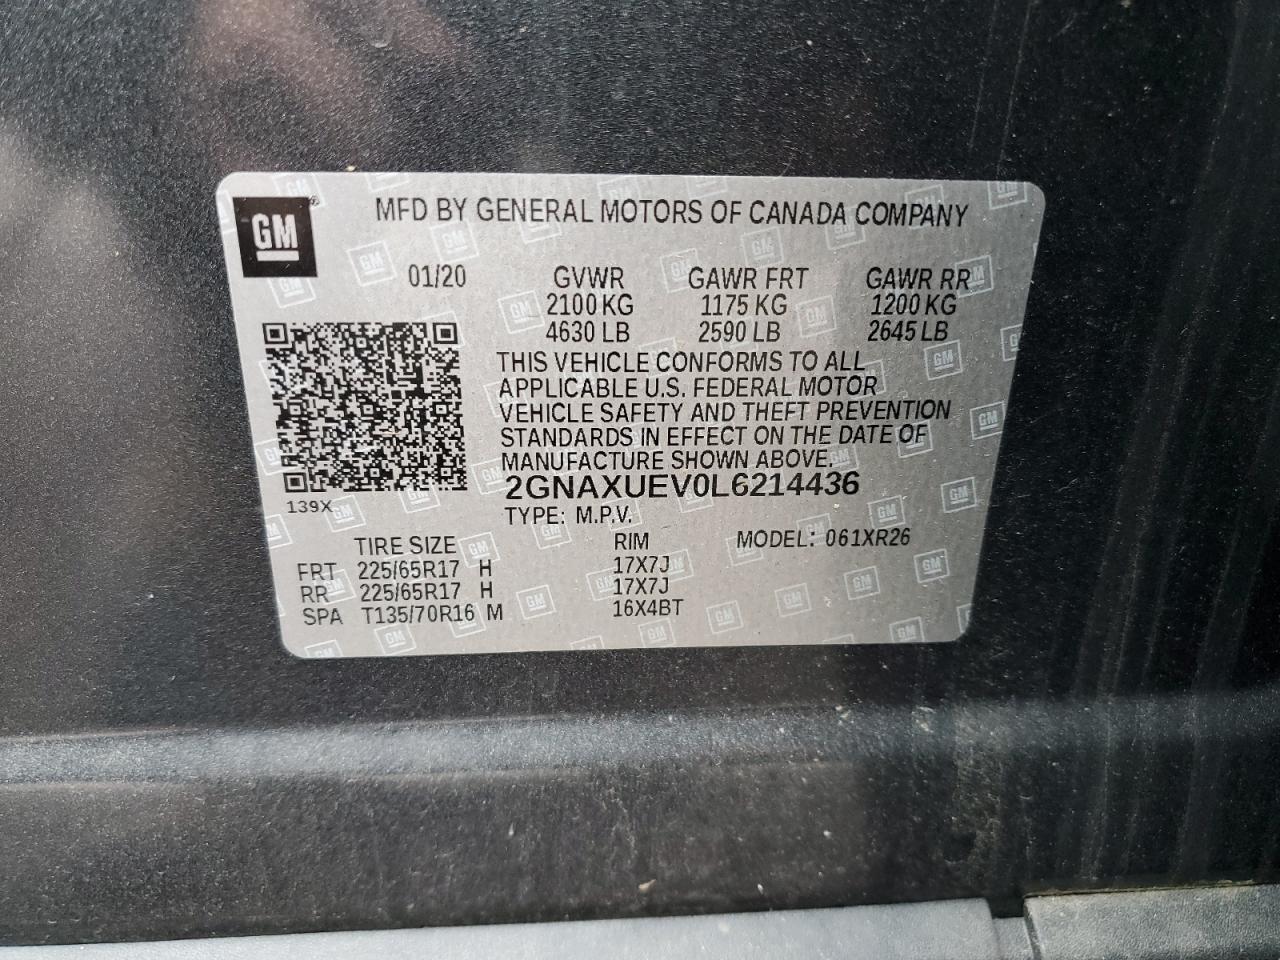 GM®
MFD BY GENERAL MOTORS OF CANADA COMPANY
01/20 GVWR GAWR FRT GAWR RR
2100 KG 1175 KG 1200 KG
4630 LB 2590 LB 2645 LB
THIS VEHICLE CONFORMS TO ALL
APPLICABLE U.S. FEDERAL MOTOR
VEHICLE SAFETY AND THEFT PREVENTION
STANDARDS IN EFFECT ON THE DATE OF
MANUFACTURE SHOWN ABOVE.
2GNAXUEV0L6214436
139X
TYPE: M.P.V.
TIRE SIZE RIM MODEL: 061XR26
FRT 225/65R17 H 17X7J
RR 225/65R17 H 17X7J
SPA T135/70R16 M 16X4BT